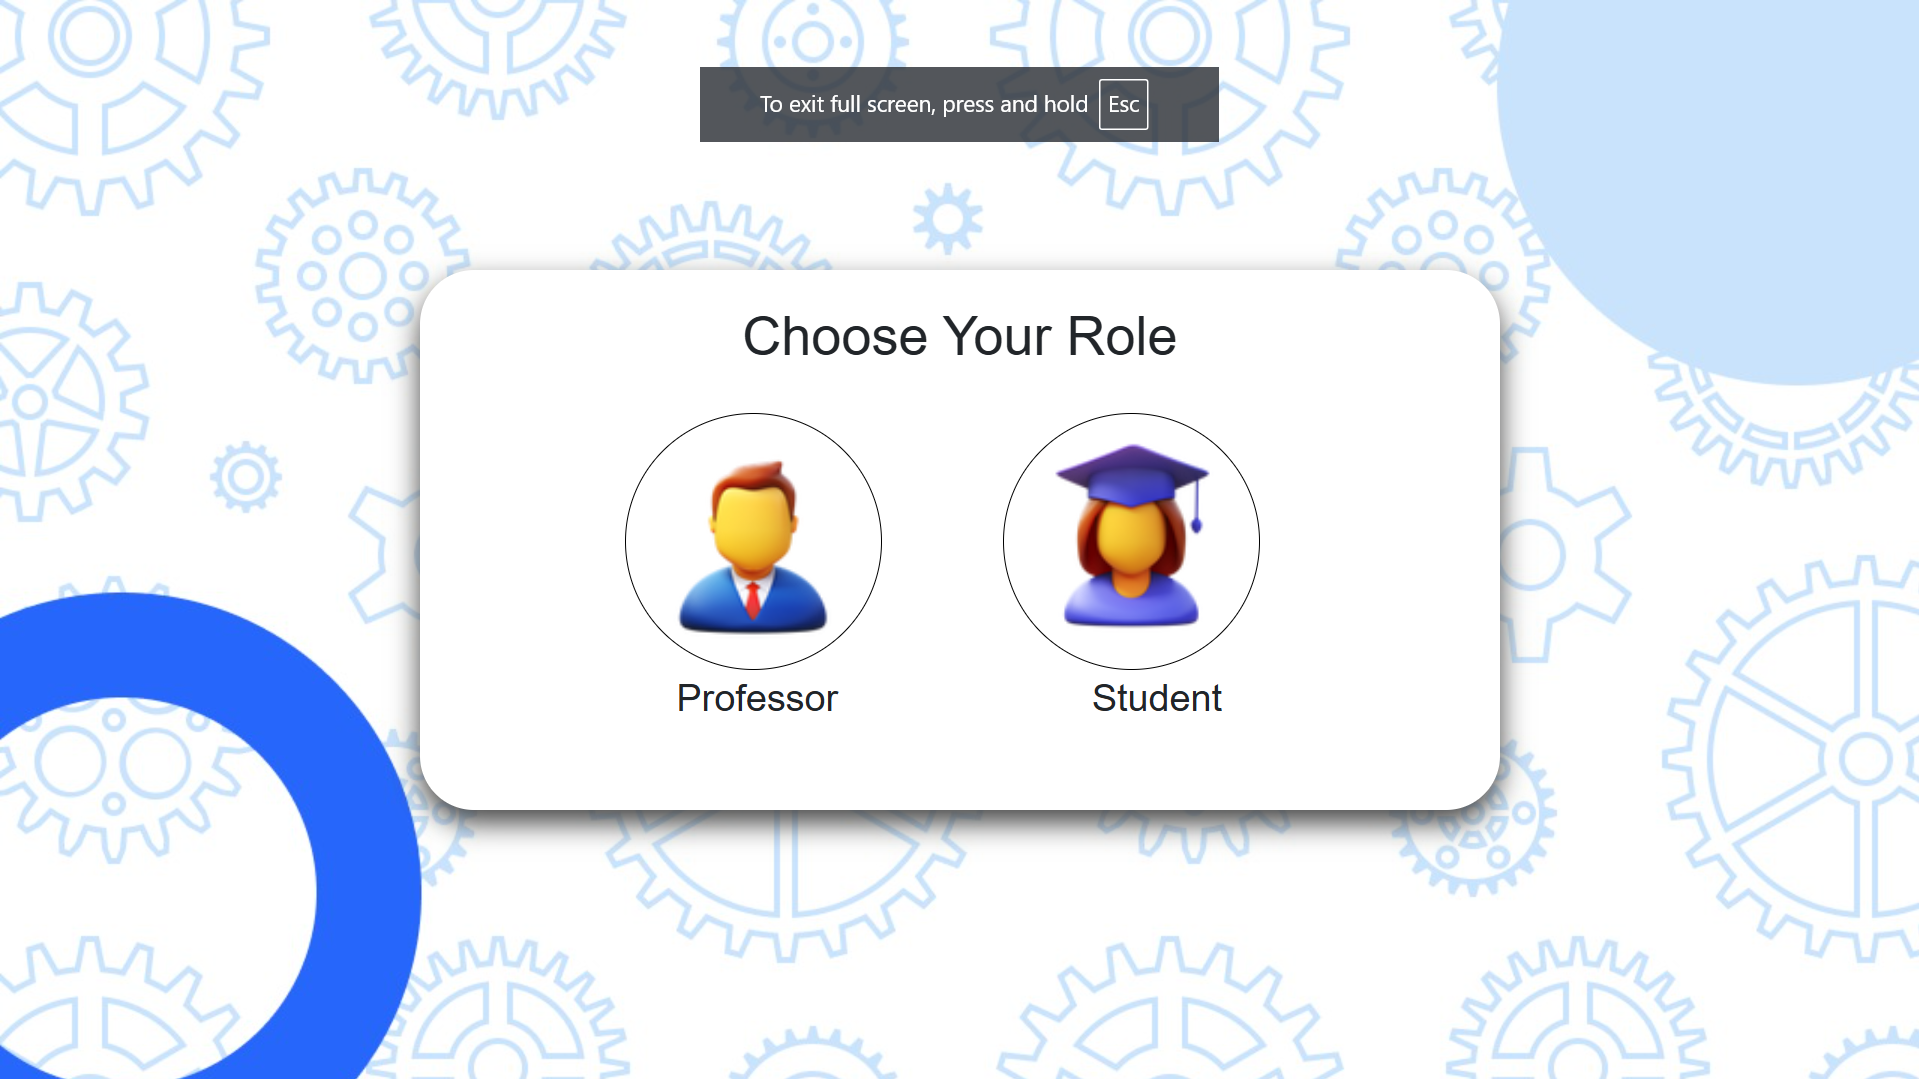 To exit full screen, press and hold Esc
Choose Your Role
Professor
Student